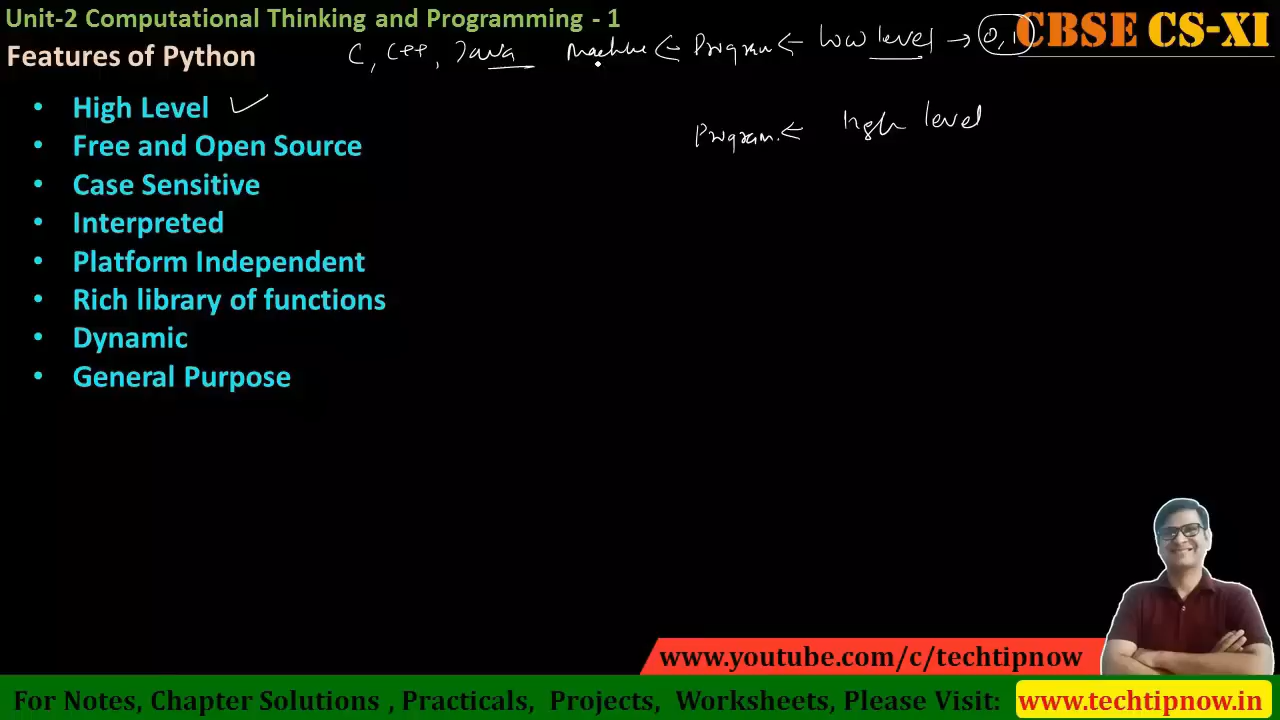 Unit-2 Computational Thinking and Programming - 1
CBSE CS-XI
Features of Python
C, C++, Java Machine ← Program ← Low level → 0, 1
• High Level ✓
Program ← High level
• Free and Open Source
• Case Sensitive
• Interpreted
• Platform Independent
• Rich library of functions
• Dynamic
• General Purpose
www.youtube.com/c/techtipnow
For Notes, Chapter Solutions , Practicals, Projects, Worksheets, Please Visit: www.techtipnow.in